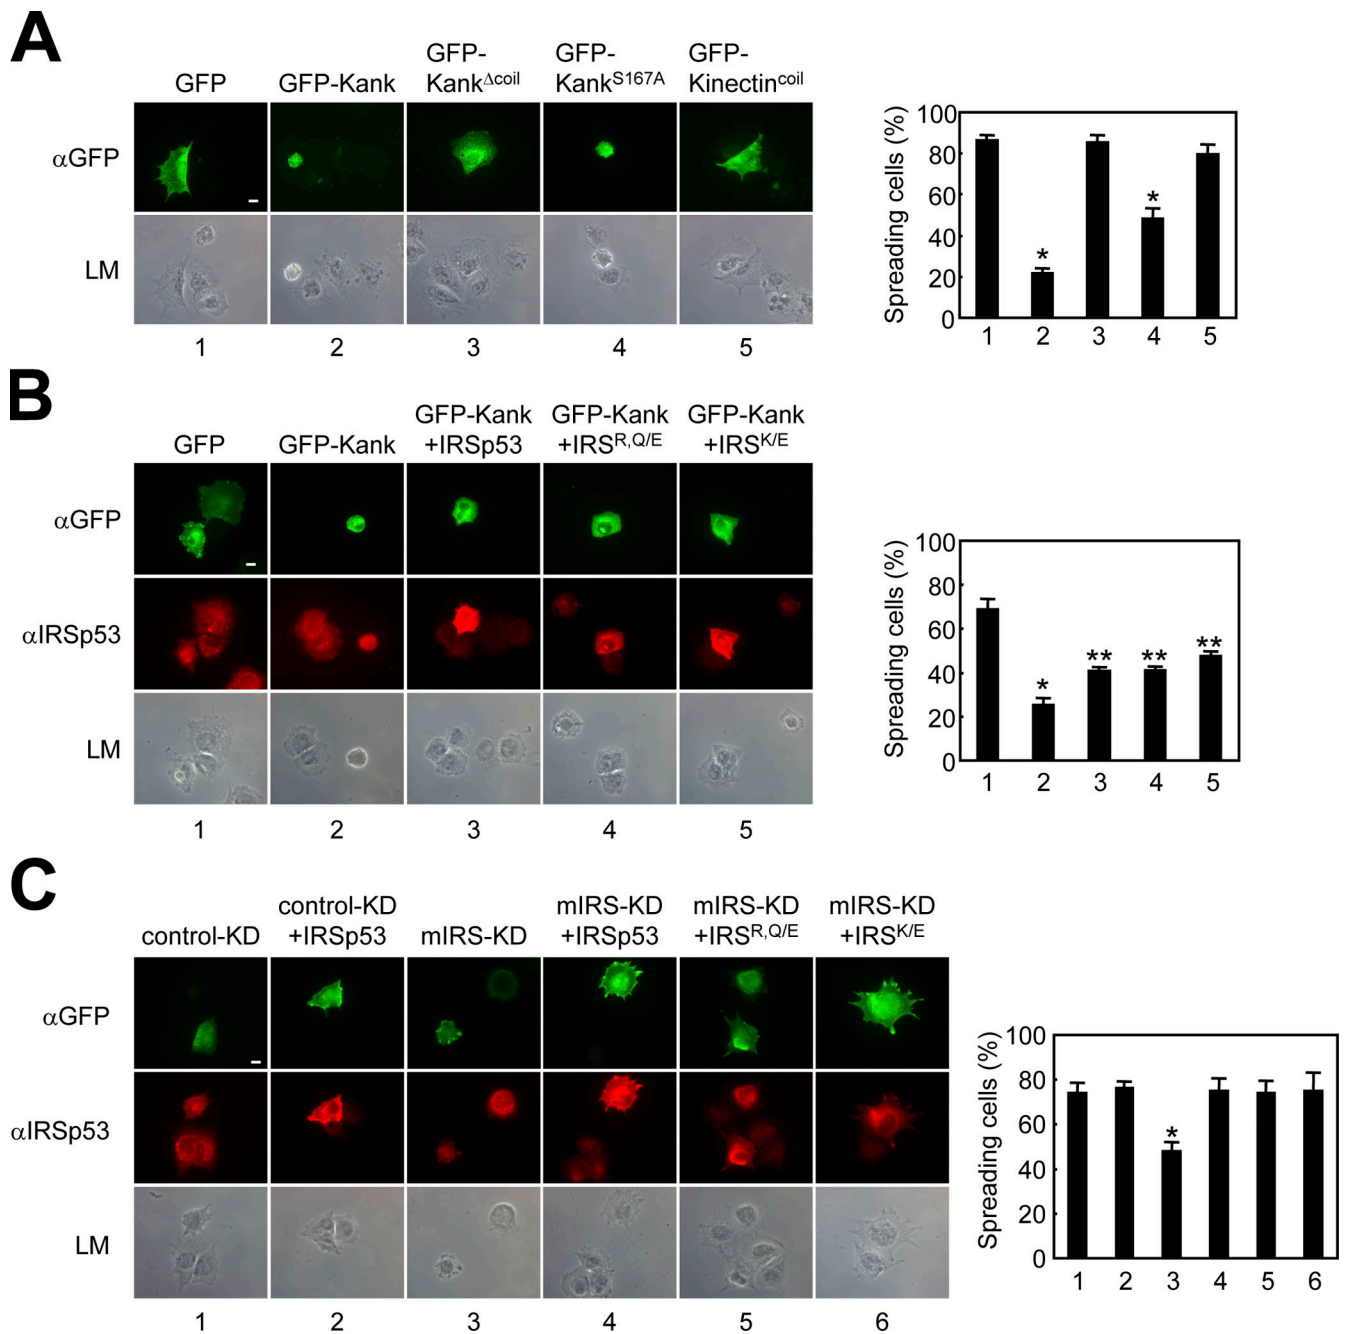 A
GFP
GFP-Kank
GFP-
Kank^Δcoil
GFP-
Kank^S167A
GFP-
Kinectin^coil
αGFP
LM
1 2 3 4 5
Spreading cells (%)
100
80
60
40
20
0
*
*
1 2 3 4 5
B
GFP
GFP-Kank
GFP-Kank
+IRSp53
GFP-Kank
+IRS^R,Q/E
GFP-Kank
+IRS^K/E
αGFP
αIRSp53
LM
1 2 3 4 5
Spreading cells (%)
100
80
60
40
20
0
*
**
**
**
1 2 3 4 5
C
control-KD
control-KD
+IRSp53
mIRS-KD
mIRS-KD
+IRSp53
mIRS-KD
+IRS^R,Q/E
mIRS-KD
+IRS^K/E
αGFP
αIRSp53
LM
1 2 3 4 5 6
Spreading cells (%)
100
80
60
40
20
0
*
1 2 3 4 5 6